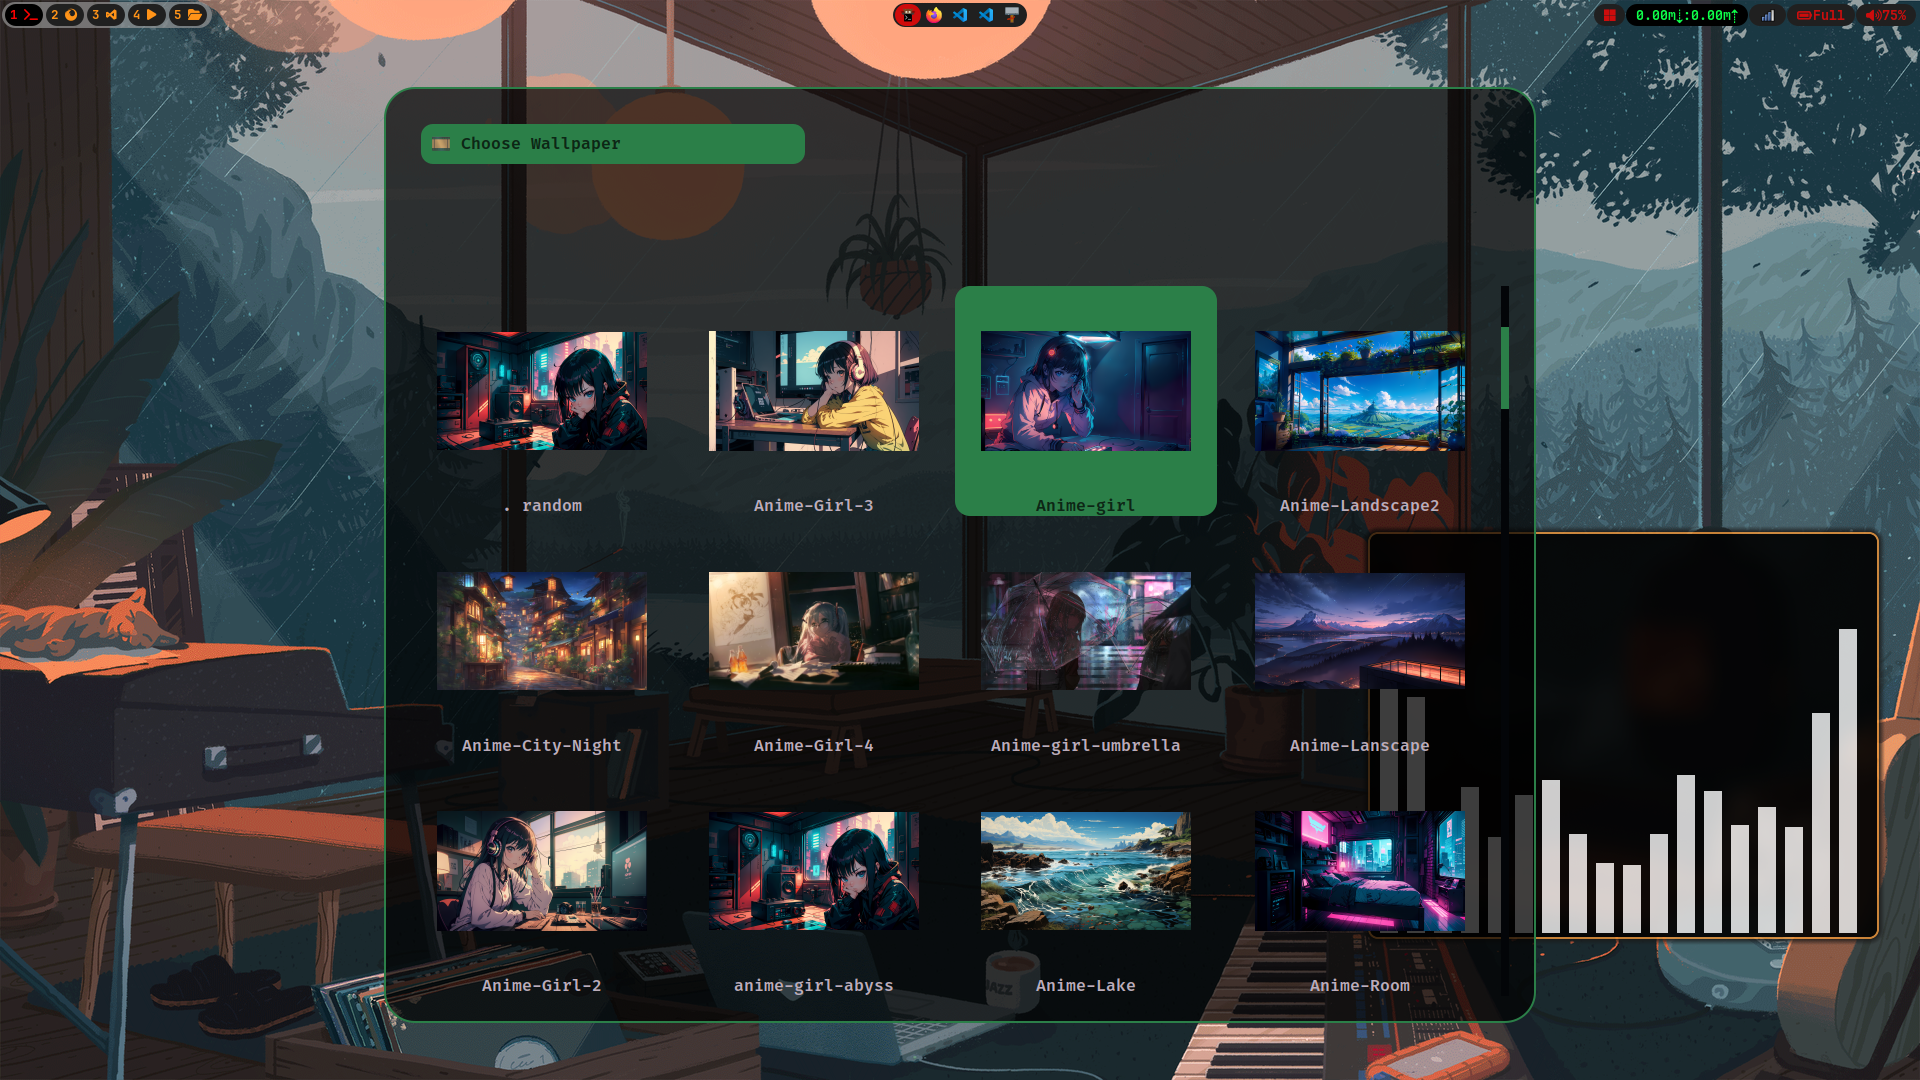 1 2 3 4 5
0.00m↓:0.00m↑ Full 75%
Choose Wallpaper
. random Anime-Girl-3 Anime-girl Anime-Landscape2
Anime-City-Night Anime-Girl-4 Anime-girl-umbrella Anime-Lanscape
Anime-Girl-2 anime-girl-abyss Anime-Lake Anime-Room
JAZZ